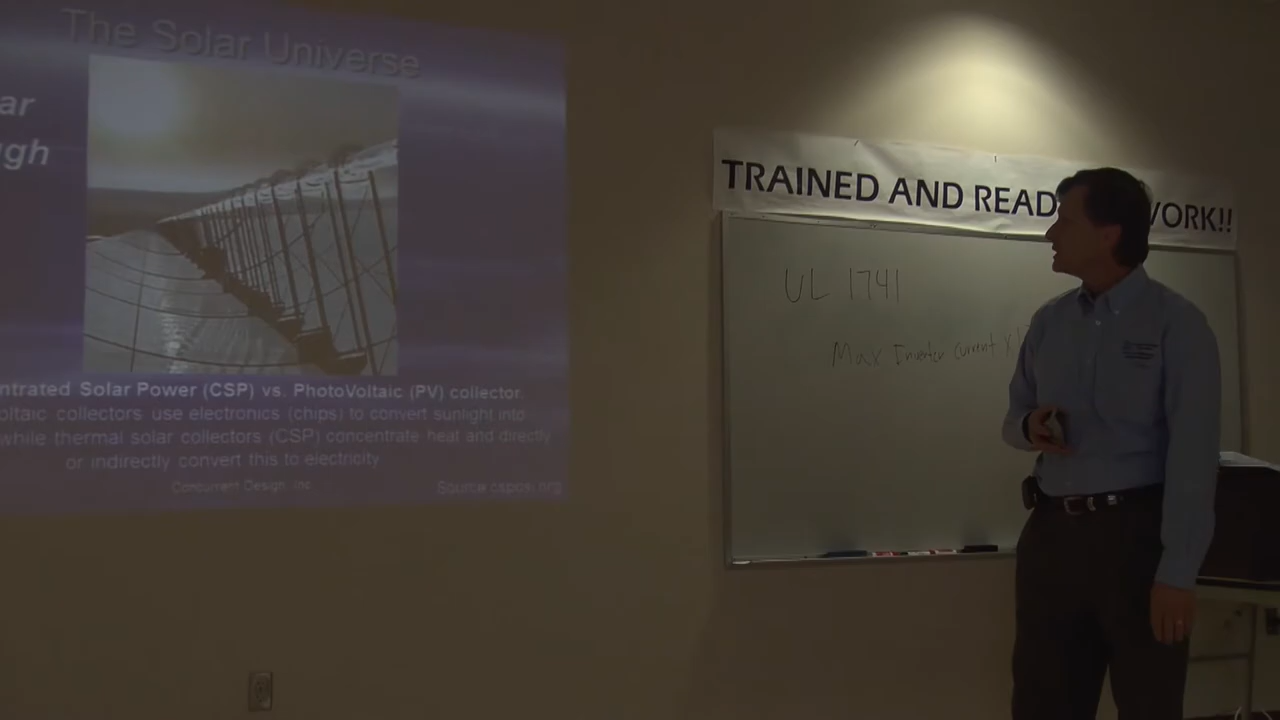 The Solar Universe
ar
ugh
ntrated Solar Power (CSP) vs. PhotoVoltaic (PV) collector.
oltaic collectors use electronics (chips) to convert sunlight into
while thermal solar collectors (CSP) concentrate heat and directly
or indirectly convert this to electricity
Concurrent Design, Inc
Source:cspos.org
TRAINED AND READ WORK!!
UL 1741
Max Inverter Current x